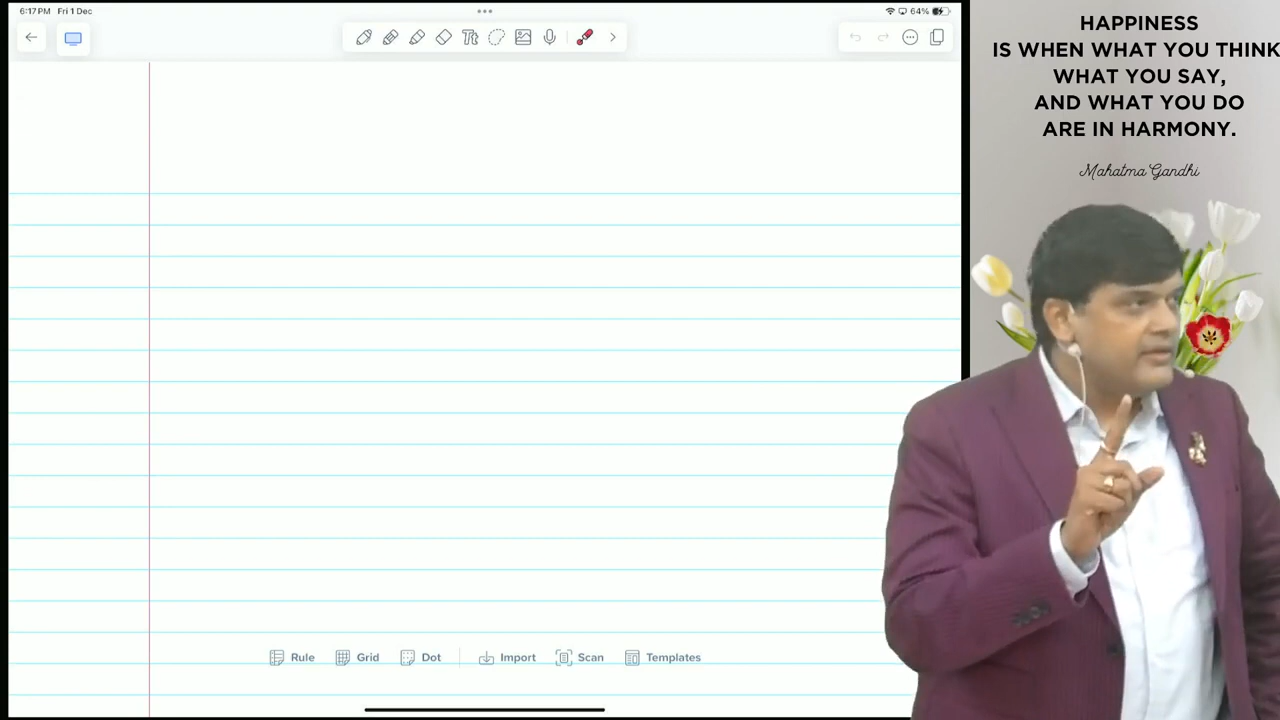 6:17 PM Fri 1 Dec
64%
Tt
Rule Grid Dot Import Scan Templates
HAPPINESS
IS WHEN WHAT YOU THINK
WHAT YOU SAY,
AND WHAT YOU DO
ARE IN HARMONY.
Mahatma Gandhi